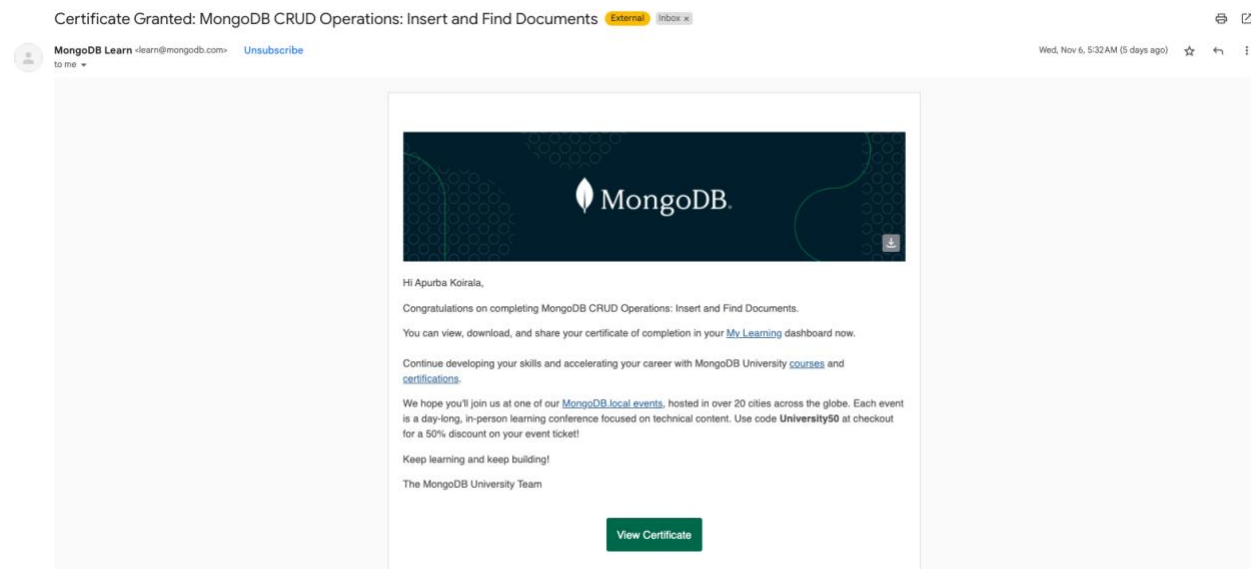 Certificate Granted: MongoDB CRUD Operations: Insert and Find Documents External Inbox x
MongoDB Learn <learn@mongodb.com> Unsubscribe
Wed, Nov 6, 5:32 AM (5 days ago)
to me
MongoDB.
Hi Apurba Koirala,
Congratulations on completing MongoDB CRUD Operations: Insert and Find Documents.
You can view, download, and share your certificate of completion in your My Learning dashboard now.
Continue developing your skills and accelerating your career with MongoDB University courses and
certifications.
We hope you'll join us at one of our MongoDB.local events, hosted in over 20 cities across the globe. Each event
is a day-long, in-person learning conference focused on technical content. Use code University50 at checkout
for a 50% discount on your event ticket!
Keep learning and keep building!
The MongoDB University Team
View Certificate